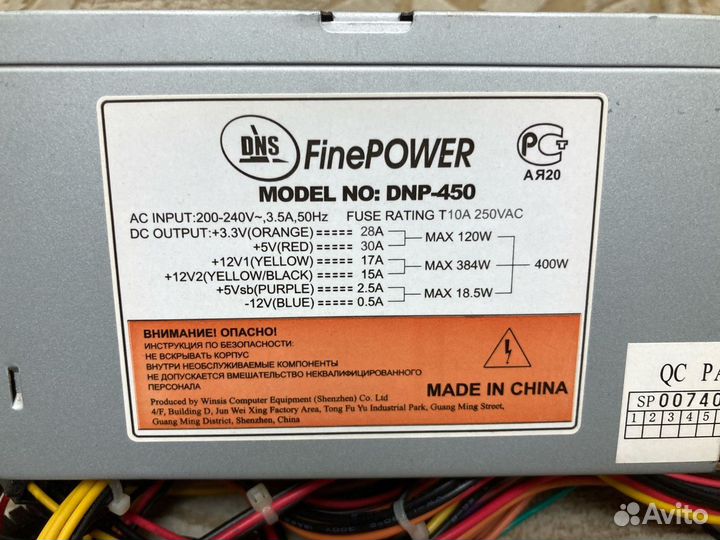 DNS
FinePOWER
РСТ
АЯ20
MODEL NO: DNP-450
AC INPUT:200-240V~,3.5A,50Hz FUSE RATING T10A 250VAC
DC OUTPUT:+3.3V(ORANGE) ===== 28A
+5V(RED) ===== 30A
MAX 120W
+12V1(YELLOW) ===== 17A
+12V2(YELLOW/BLACK) ===== 15A
MAX 384W
400W
+5Vsb(PURPLE) ===== 2.5A
-12V(BLUE) ===== 0.5A
MAX 18.5W
ВНИМАНИЕ! ОПАСНО!
ИНСТРУКЦИЯ ПО БЕЗОПАСНОСТИ:
НЕ ВСКРЫВАТЬ КОРПУС
ВНУТРИ НЕОБСЛУЖИВАЕМЫЕ КОМПОНЕНТЫ
НЕ ДОПУСКАЕТСЯ ВМЕШАТЕЛЬСТВО НЕКВАЛИФИЦИРОВАННОГО
ПЕРСОНАЛА
MADE IN CHINA
Produced by Winsis Computer Equipment (Shenzhen) Co. Ltd
4/F, Building D, Jun Wei Xing Factory Area, Tong Fu Yu Industrial Park, Guang Ming Street,
Guang Ming District, Shenzhen, China
QC PA
SP 00740
1 2 3 4 5
Avito